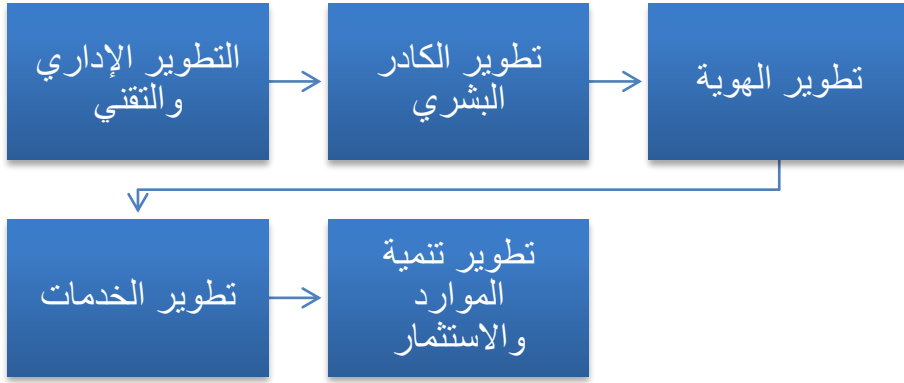 التطوير الإداري
والتقني
تطوير الكادر
البشري
تطوير الهوية
تطوير الخدمات
تطوير تنمية
الموارد
والاستثمار